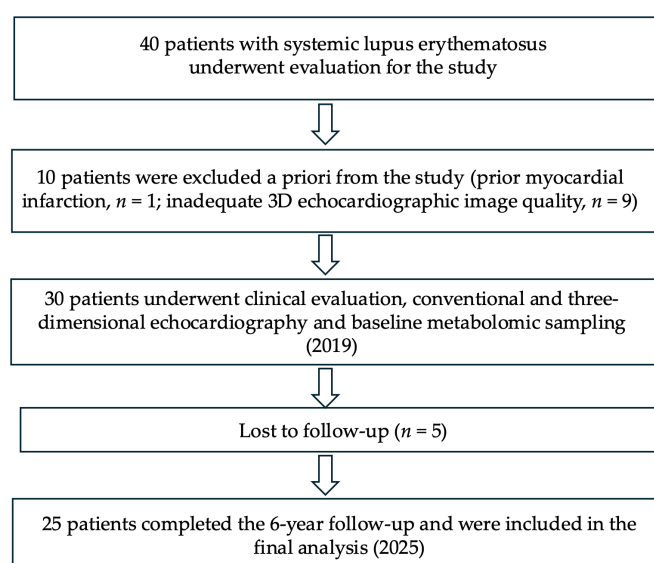 40 patients with systemic lupus erythematosus
underwent evaluation for the study
10 patients were excluded a priori from the study (prior myocardial
infarction, n = 1; inadequate 3D echocardiographic image quality, n = 9)
30 patients underwent clinical evaluation, conventional and three-
dimensional echocardiography and baseline metabolomic sampling
(2019)
Lost to follow-up (n = 5)
25 patients completed the 6-year follow-up and were included in the
final analysis (2025)